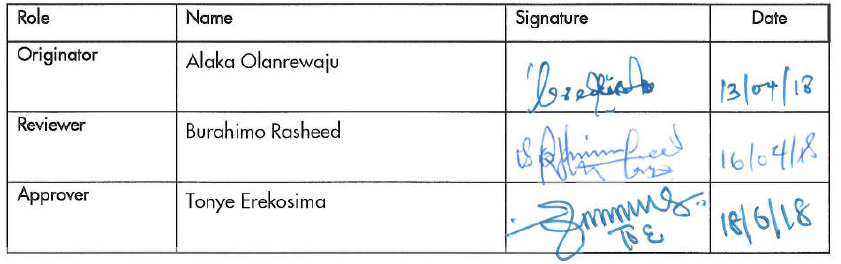 Role Name Signature Date
Originator Alaka Olanrewaju 13/04/18
Reviewer Burahimo Rasheed 16/04/18
Approver Tonye Erekosima 18/6/18